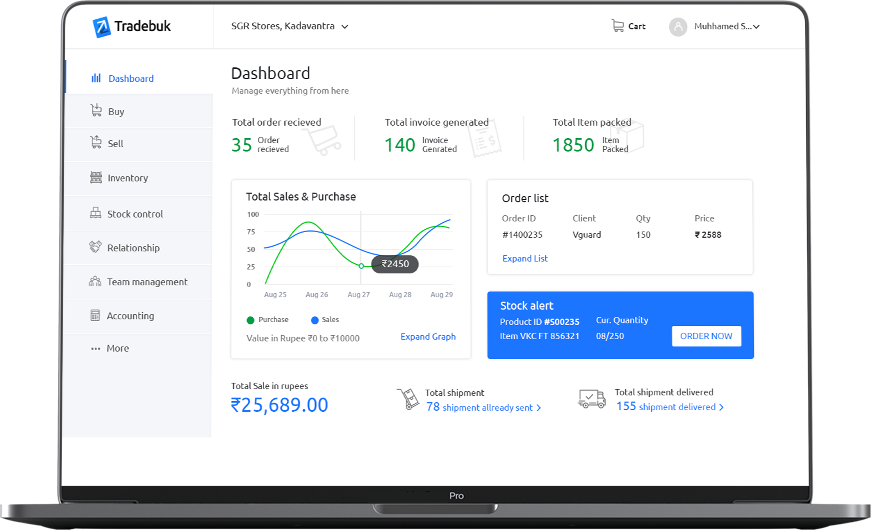 Tradebuk
SGR Stores, Kadavantra
Cart
Muhhamed S...
Dashboard
Buy
Sell
Inventory
Stock control
Relationship
Team management
Accounting
More
Dashboard
Manage everything from here
Total order recieved
35 Order recieved
Total invoice generated
140 Invoice Genrated
Total Item packed
1850 Item Packed
Total Sales & Purchase
100
75
50
25
0
₹2450
Aug 25 Aug 26 Aug 27 Aug 28 Aug 29
Purchase Sales
Value in Rupee ₹0 to ₹10000
Expand Graph
Order list
Order ID Client Qty Price
#1400235 Vguard 150 ₹ 2588
Expand List
Stock alert
Product ID #S00235 Cur. Quantity
Item VKC FT 856321 08/250
ORDER NOW
Total Sale in rupees
₹25,689.00
Total shipment
78 shipment allready sent >
Total shipment delivered
155 shipment delivered >
Pro